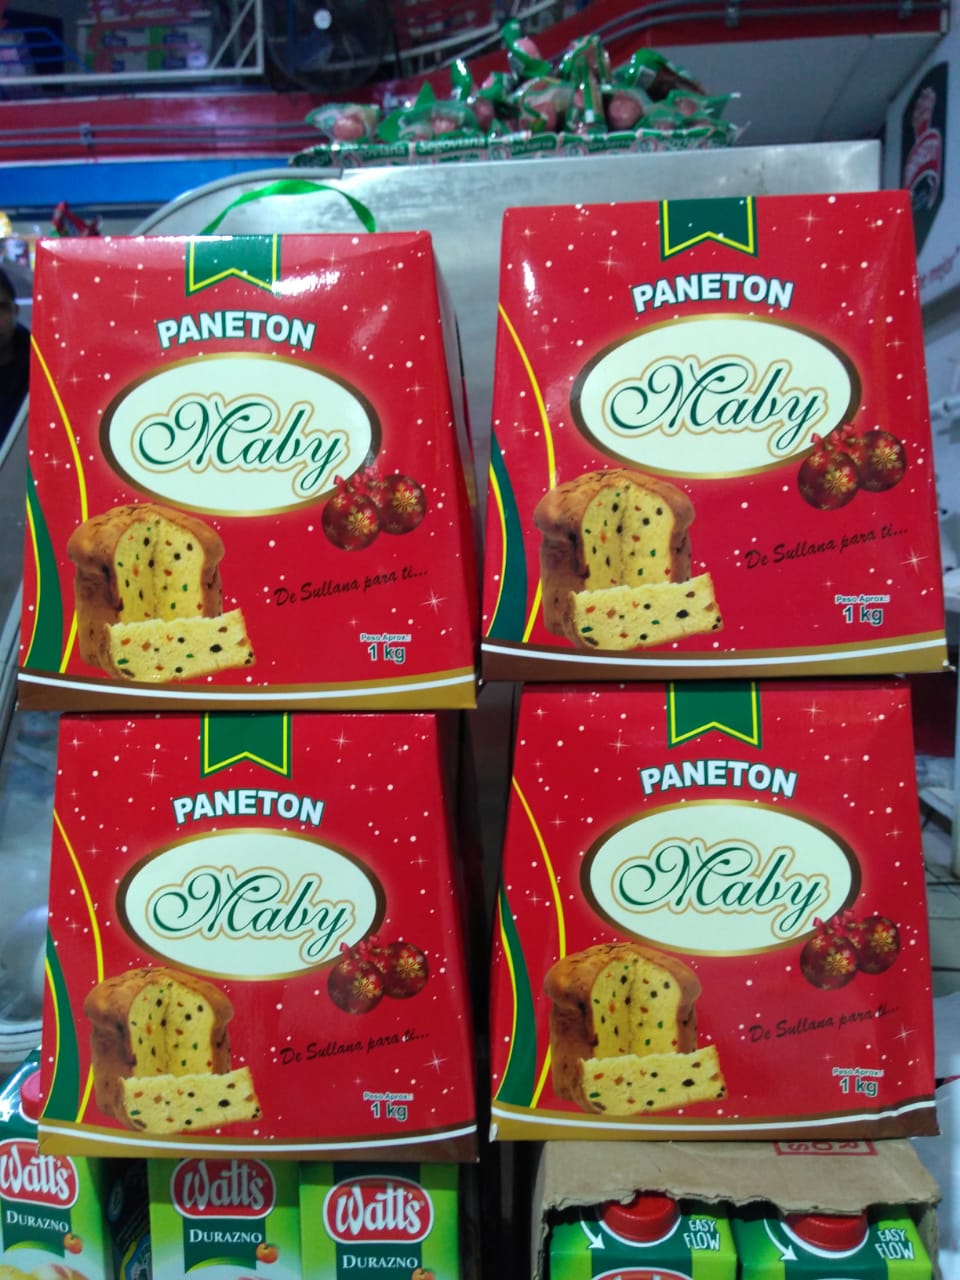 Segoviana
PANETON
Maby
De Sullana para ti...
Peso Aprox.:
1 kg
PANETON
Maby
De Sullana para ti...
Peso Aprox.:
1 kg
PANETON
Maby
De Sullana para ti...
Peso Aprox.:
1 kg
PANETON
Maby
De Sullana para ti...
Peso Aprox.:
1 kg
Watt's
DURAZNO
Watt's
DURAZNO
Watt's
DURAZNO
EASY
FLOW
EASY
FLOW